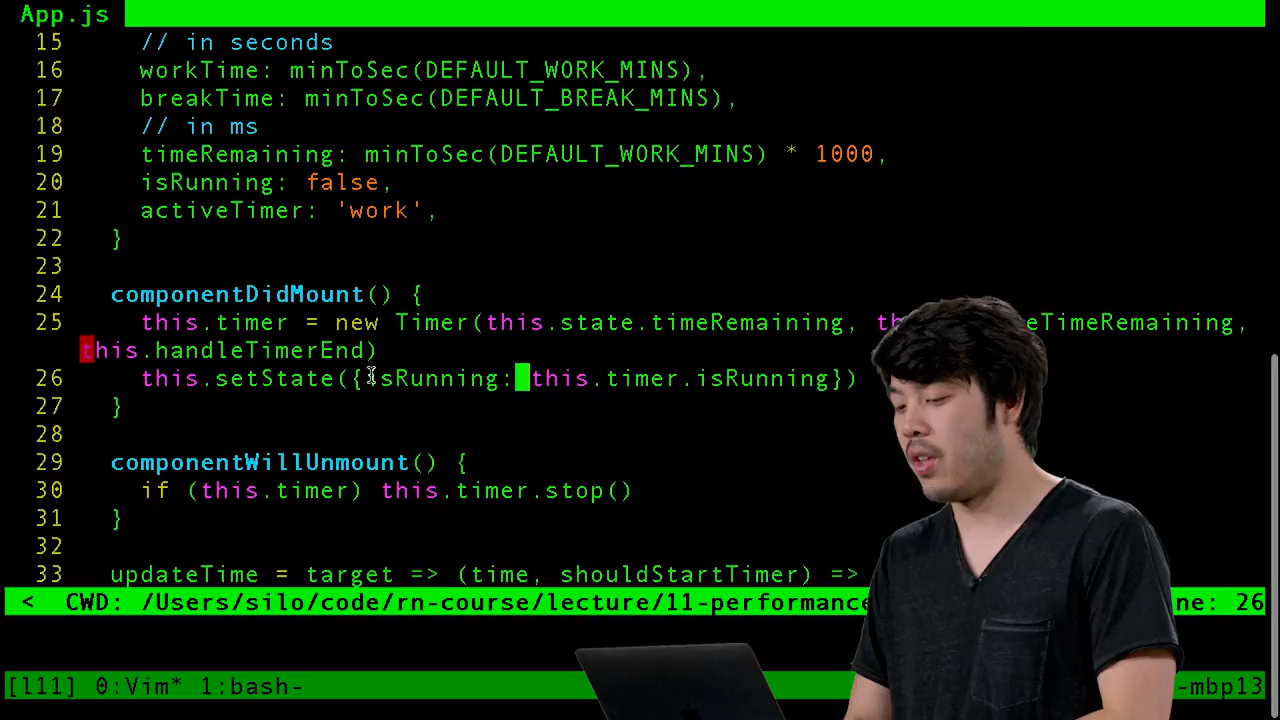 App.js
15 // in seconds
16 workTime: minToSec(DEFAULT_WORK_MINS),
17 breakTime: minToSec(DEFAULT_BREAK_MINS),
18 // in ms
19 timeRemaining: minToSec(DEFAULT_WORK_MINS) * 1000,
20 isRunning: false,
21 activeTimer: 'work',
22 }
23
24 componentDidMount() {
25 this.timer = new Timer(this.state.timeRemaining, eTimeRemaining,
this.handleTimerEnd)
26 this.setState({isRunning: this.timer.isRunning})
27 }
28
29 componentWillUnmount() {
30 if (this.timer) this.timer.stop()
31 }
32
33 updateTime = target => (time, shouldStartTimer) =>
< CWD: /Users/silo/code/rn-course/lecture/11-performance ne: 26
[l11] 0:Vim* 1:bash- -mbp13